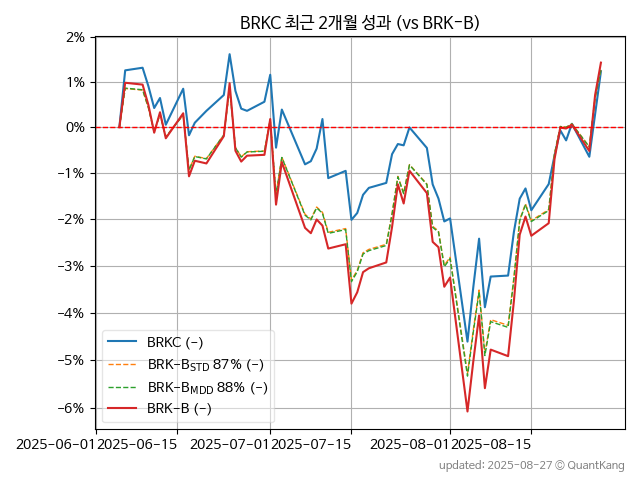 BRKC 최근 2개월 성과 (vs BRK-B)
2%
1%
0%
-1%
-2%
-3%
-4%
-5%
-6%
BRKC (-)
BRK-B_STD 87% (-)
BRK-B_MDD 88% (-)
BRK-B (-)
2025-06-01 2025-06-15 2025-07-01 2025-07-15 2025-08-01 2025-08-15
updated: 2025-08-27 © QuantKang